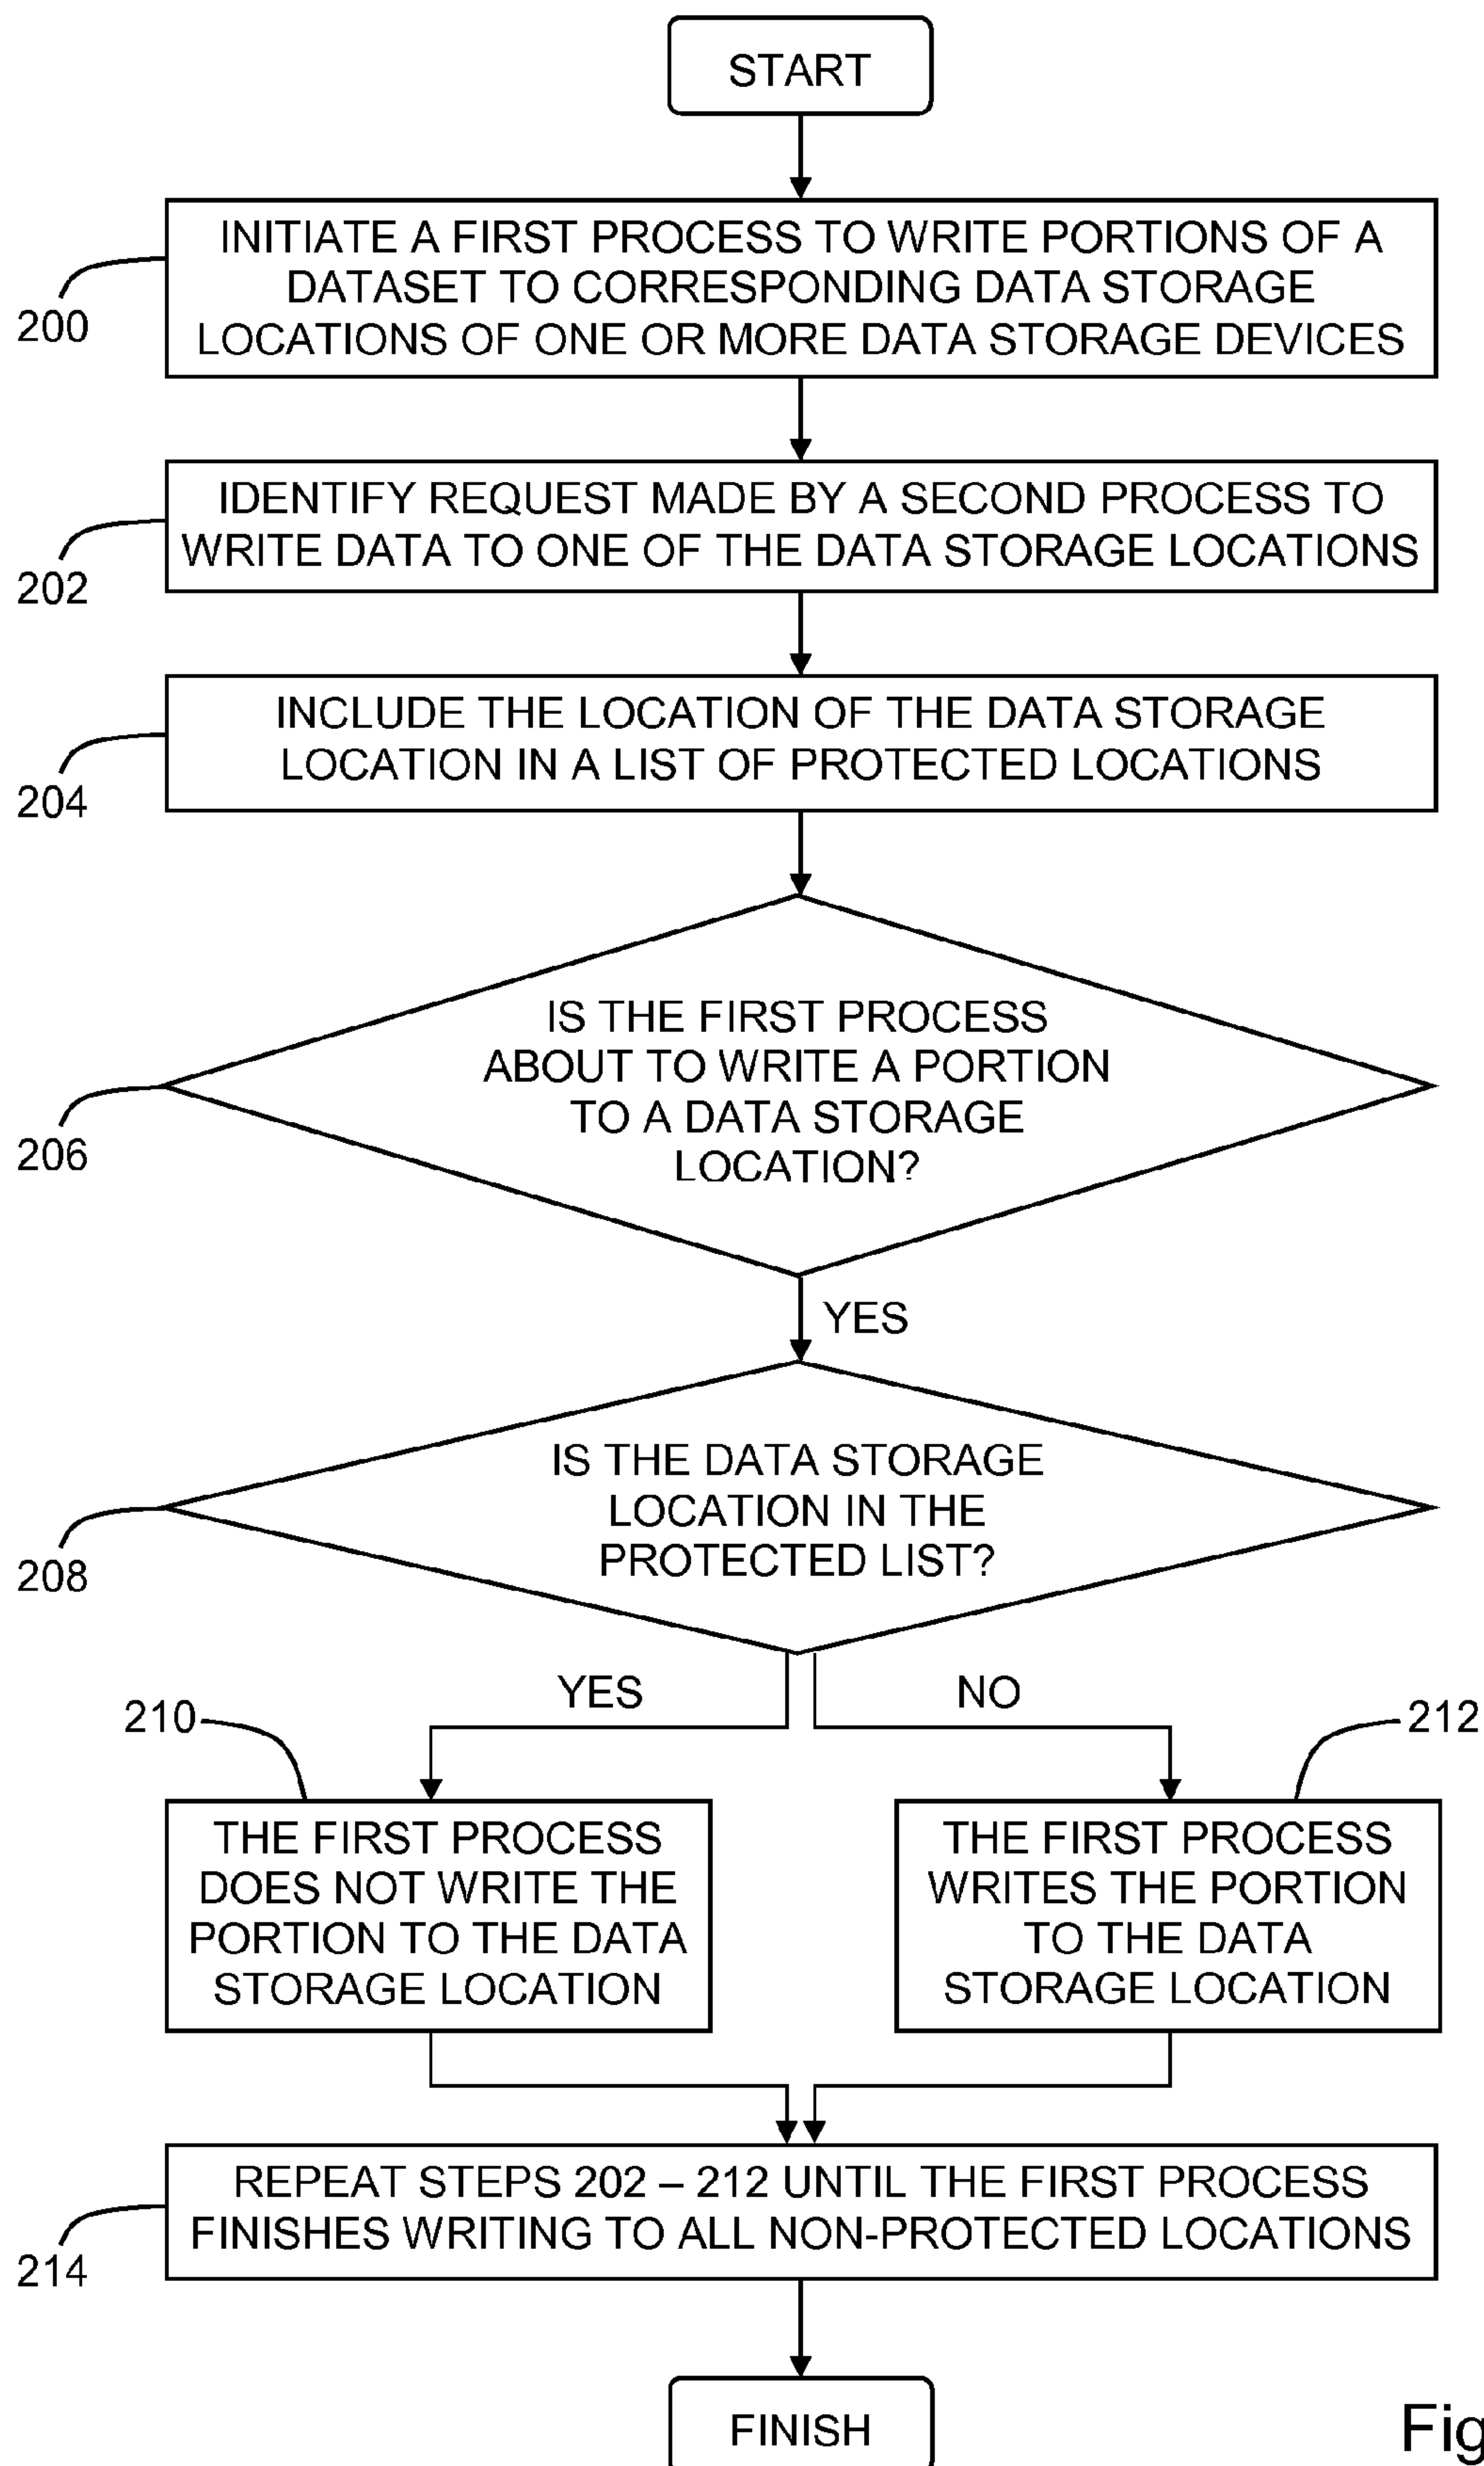 START
INITIATE A FIRST PROCESS TO WRITE PORTIONS OF A
DATASET TO CORRESPONDING DATA STORAGE
LOCATIONS OF ONE OR MORE DATA STORAGE DEVICES
200
IDENTIFY REQUEST MADE BY A SECOND PROCESS TO
WRITE DATA TO ONE OF THE DATA STORAGE LOCATIONS
202
INCLUDE THE LOCATION OF THE DATA STORAGE
LOCATION IN A LIST OF PROTECTED LOCATIONS
204
IS THE FIRST PROCESS
ABOUT TO WRITE A PORTION
TO A DATA STORAGE
LOCATION?
206
YES
IS THE DATA STORAGE
LOCATION IN THE
PROTECTED LIST?
208
YES
NO
210
212
THE FIRST PROCESS
DOES NOT WRITE THE
PORTION TO THE DATA
STORAGE LOCATION
THE FIRST PROCESS
WRITES THE PORTION
TO THE DATA
STORAGE LOCATION
REPEAT STEPS 202 – 212 UNTIL THE FIRST PROCESS
FINISHES WRITING TO ALL NON-PROTECTED LOCATIONS
214
FINISH
Fig